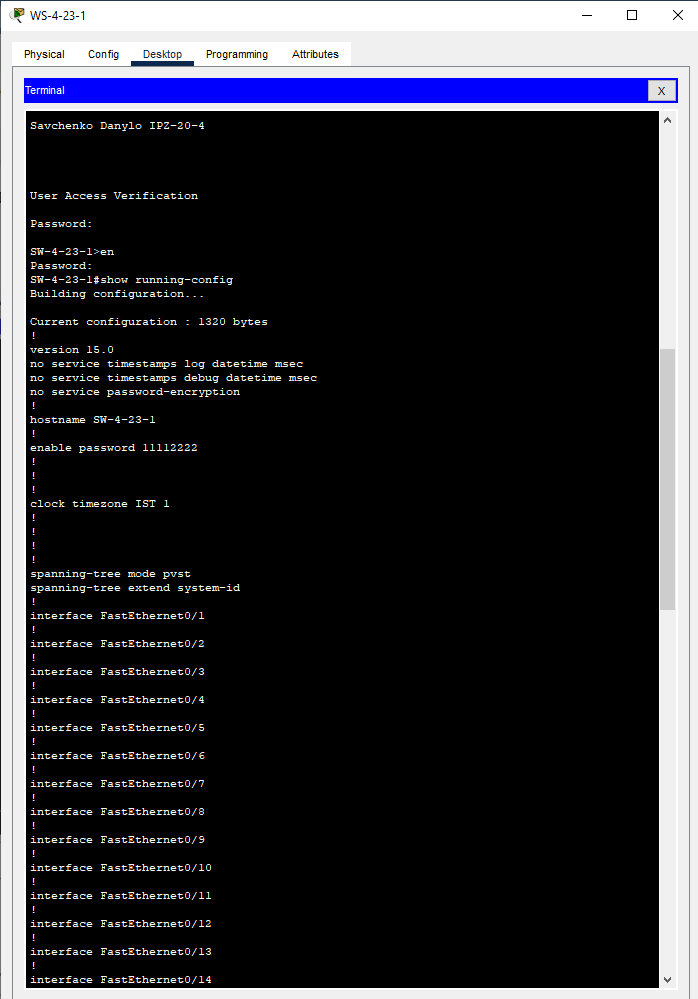 WS-4-23-1
Physical Config Desktop Programming Attributes
Terminal X
Savchenko Danylo IPZ-20-4
User Access Verification
Password:
SW-4-23-1>en
Password:
SW-4-23-1#show running-config
Building configuration...
Current configuration : 1320 bytes
!
version 15.0
no service timestamps log datetime msec
no service timestamps debug datetime msec
no service password-encryption
!
hostname SW-4-23-1
!
enable password 11112222
!
!
!
clock timezone IST 1
!
!
!
!
spanning-tree mode pvst
spanning-tree extend system-id
!
interface FastEthernet0/1
!
interface FastEthernet0/2
!
interface FastEthernet0/3
!
interface FastEthernet0/4
!
interface FastEthernet0/5
!
interface FastEthernet0/6
!
interface FastEthernet0/7
!
interface FastEthernet0/8
!
interface FastEthernet0/9
!
interface FastEthernet0/10
!
interface FastEthernet0/11
!
interface FastEthernet0/12
!
interface FastEthernet0/13
!
interface FastEthernet0/14